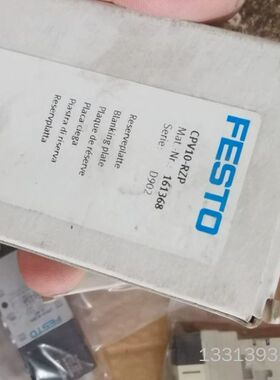 FESTO
CPV10-RZP
Mat.-Nr. 161368
Serie: D902
Reserveplatte
Blanking plate
Plaque de réserve
Placa ciega
Piastra di riserva
Reservplatta
FESTO
1331393